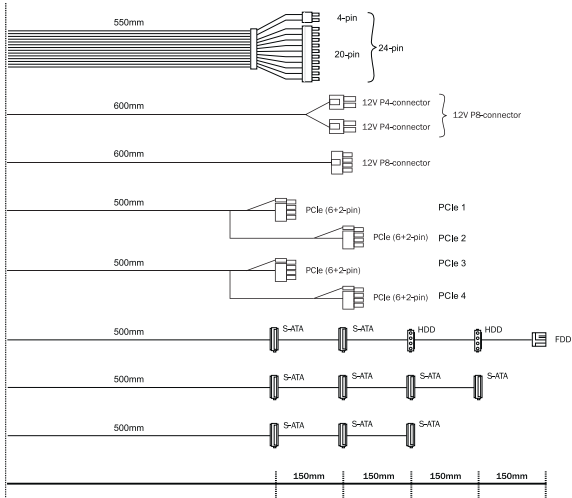 550mm
4-pin
20-pin
24-pin
600mm
12V P4-connector
12V P4-connector
12V P8-connector
600mm
12V P8-connector
500mm
PCIe (6+2-pin)
PCIe 1
PCIe (6+2-pin)
PCIe 2
500mm
PCIe (6+2-pin)
PCIe 3
PCIe (6+2-pin)
PCIe 4
500mm
S-ATA
S-ATA
HDD
HDD
FDD
500mm
S-ATA
S-ATA
S-ATA
S-ATA
500mm
S-ATA
S-ATA
S-ATA
150mm
150mm
150mm
150mm